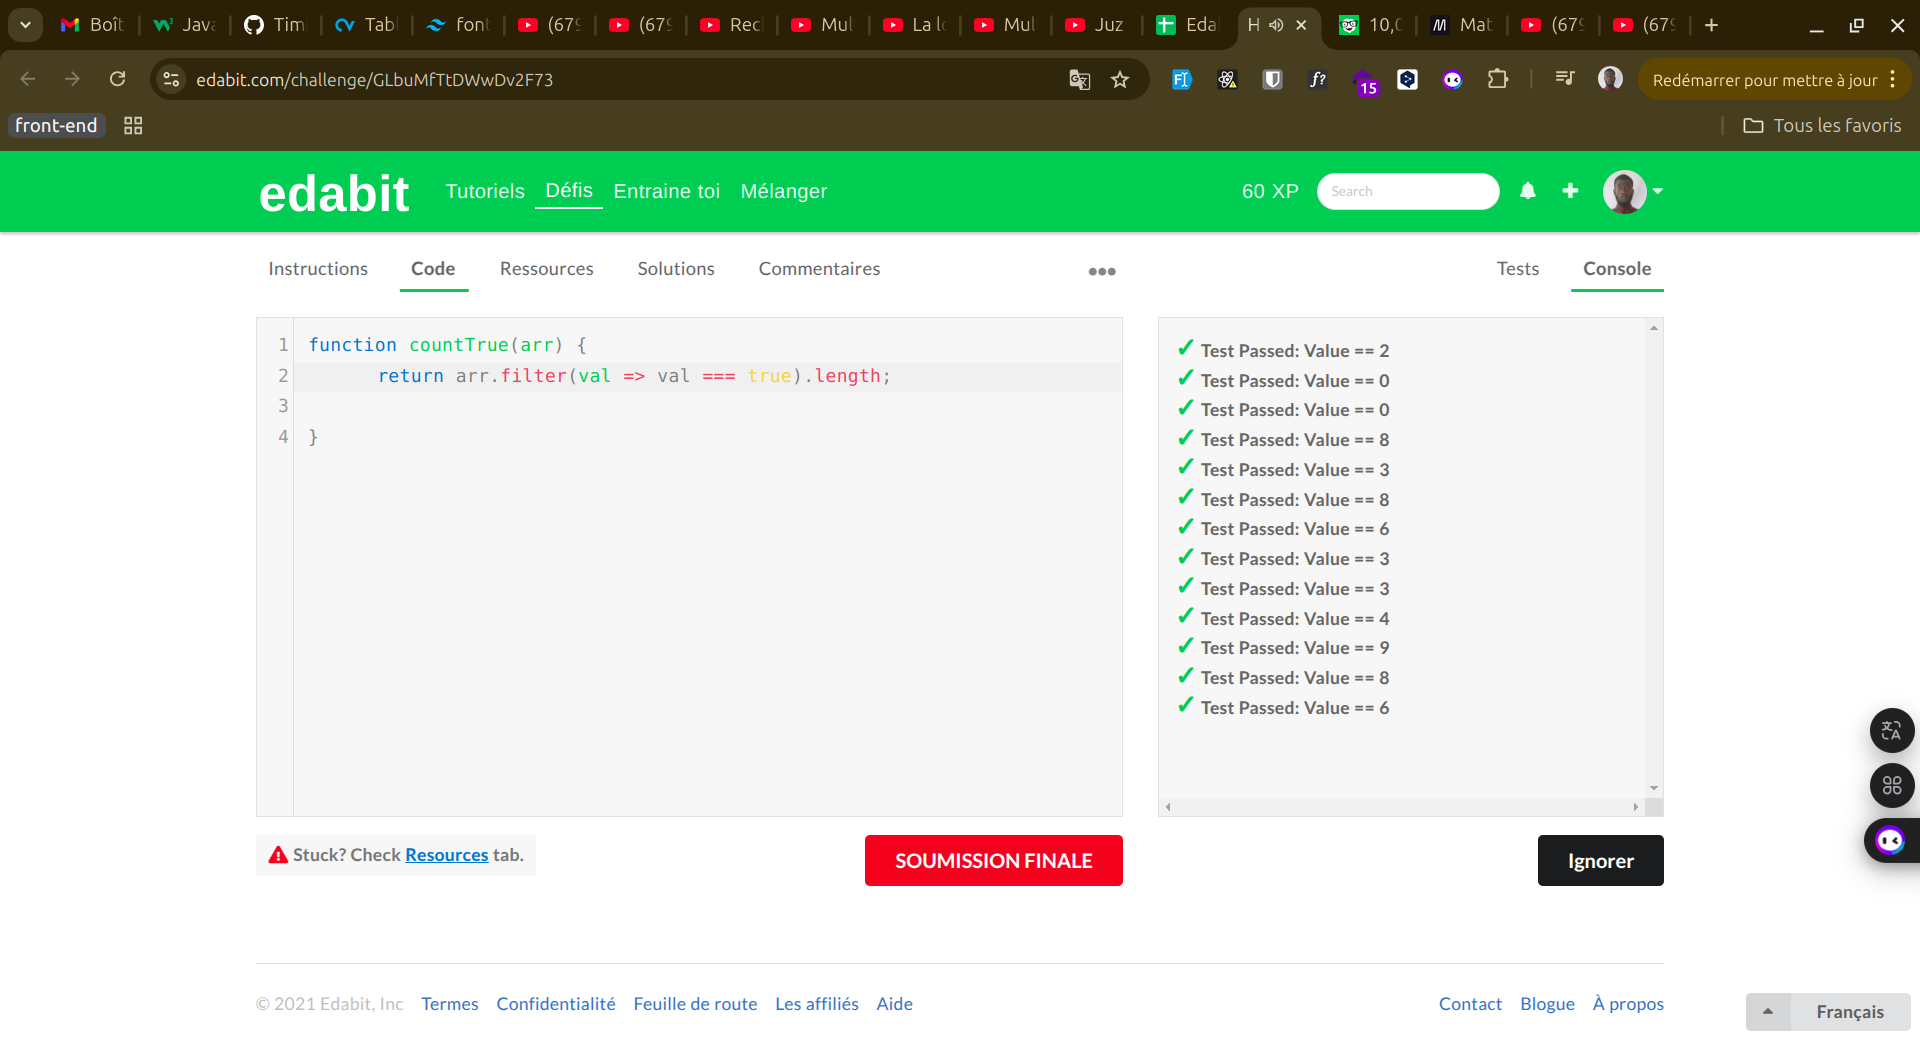 Boît Java Tim Tab font (679 (679 Rec Mul La lo Mul Juz Eda H 10,0 Mat (679 (679
edabit.com/challenge/GLbuMfTtDWwDv2F73
15
Redémarrer pour mettre à jour
front-end
Tous les favoris
edabit Tutoriels Défis Entraine toi Mélanger 60 XP Search
Instructions Code Ressources Solutions Commentaires ••• Tests Console
1 function countTrue(arr) {
2 return arr.filter(val => val === true).length;
3
4 }
✓ Test Passed: Value == 2
✓ Test Passed: Value == 0
✓ Test Passed: Value == 0
✓ Test Passed: Value == 8
✓ Test Passed: Value == 3
✓ Test Passed: Value == 8
✓ Test Passed: Value == 6
✓ Test Passed: Value == 3
✓ Test Passed: Value == 3
✓ Test Passed: Value == 4
✓ Test Passed: Value == 9
✓ Test Passed: Value == 8
✓ Test Passed: Value == 6
Stuck? Check Resources tab.
SOUMISSION FINALE
Ignorer
© 2021 Edabit, Inc Termes Confidentialité Feuille de route Les affiliés Aide Contact Blogue À propos
Français